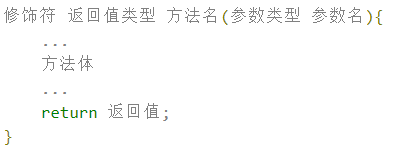 修饰符 返回值类型 方法名(参数类型 参数名){
    ...
    方法体
    ...
    return 返回值;
}